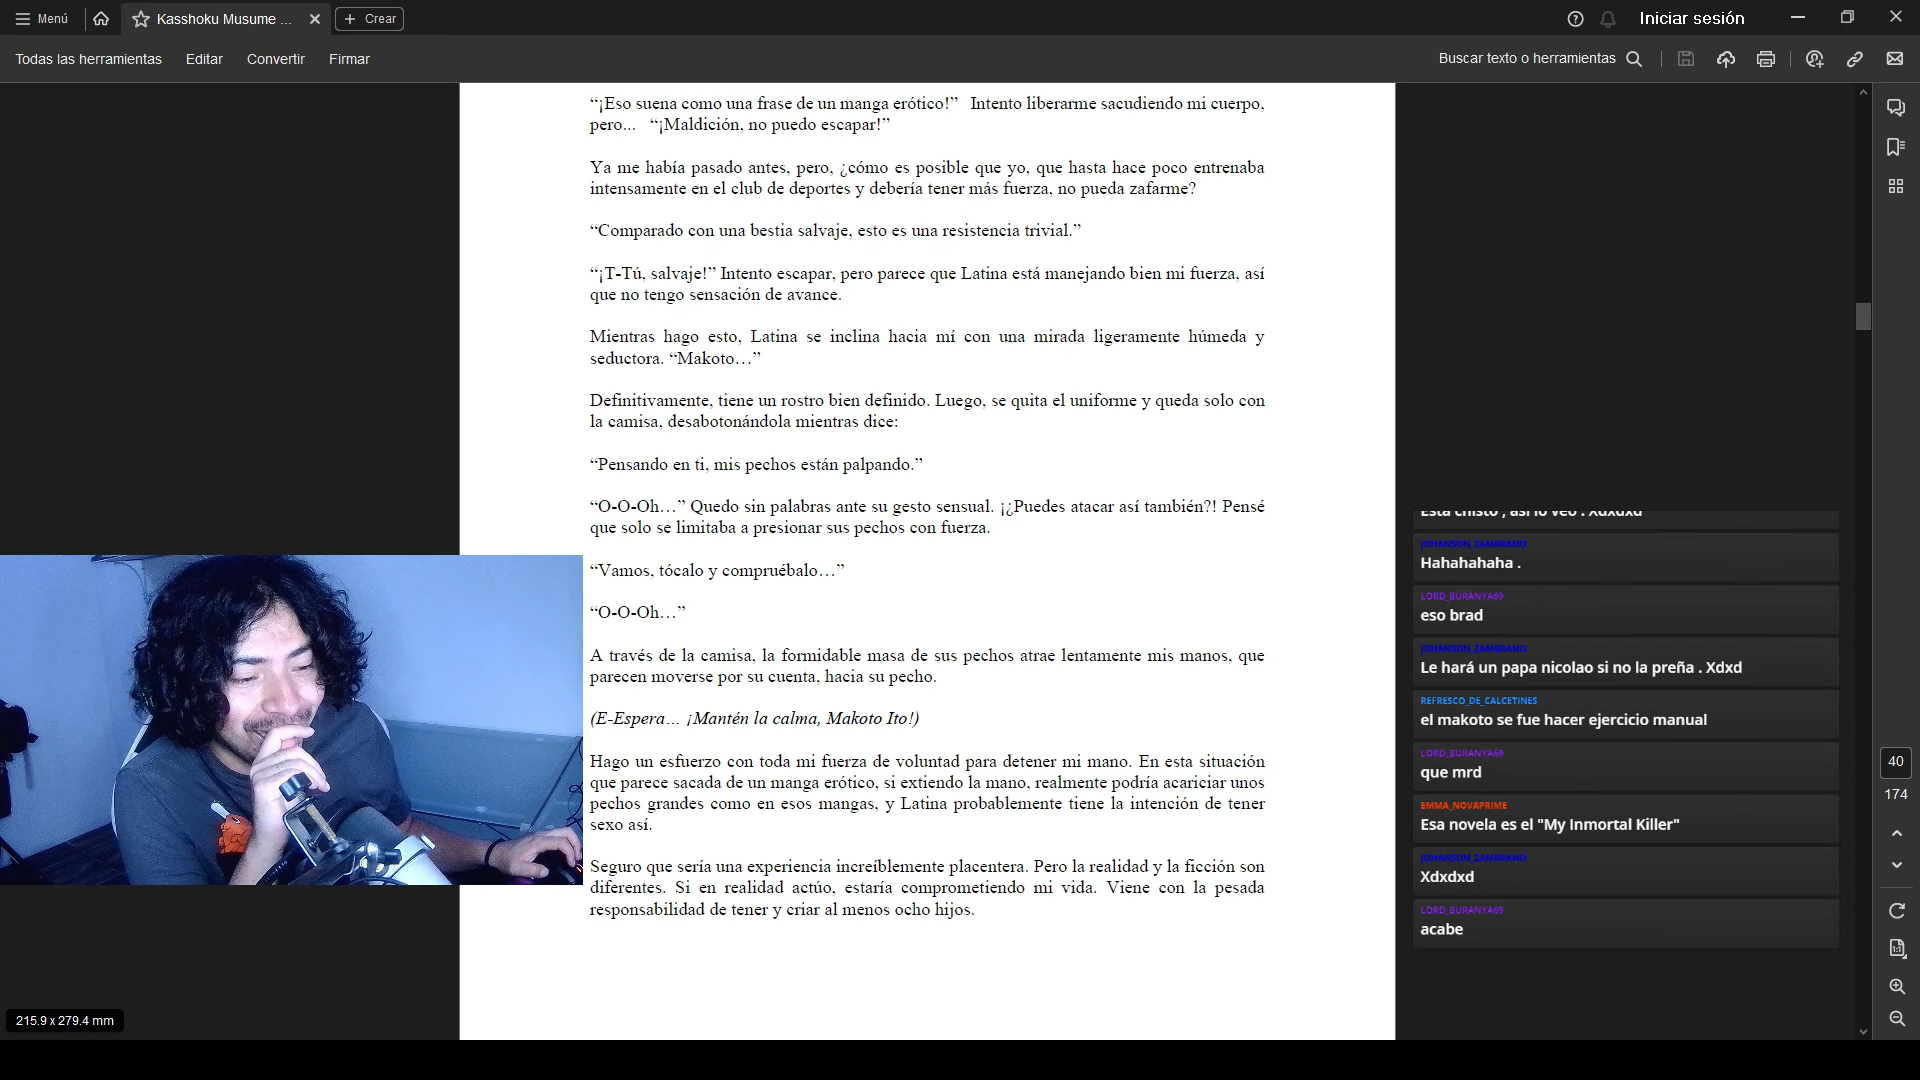 Menú
Kasshoku Musume ...
Crear
Iniciar sesión
Todas las herramientas
Editar
Convertir
Firmar
Buscar texto o herramientas
“¡Eso suena como una frase de un manga erótico!” Intento liberarme sacudiendo mi cuerpo,
pero... “¡Maldición, no puedo escapar!”
Ya me había pasado antes, pero, ¿cómo es posible que yo, que hasta hace poco entrenaba
intensamente en el club de deportes y debería tener más fuerza, no pueda zafarme?
“Comparado con una bestia salvaje, esto es una resistencia trivial.”
“¡T-Tú, salvaje!” Intento escapar, pero parece que Latina está manejando bien mi fuerza, así
que no tengo sensación de avance.
Mientras hago esto, Latina se inclina hacia mí con una mirada ligeramente húmeda y
seductora. “Makoto…”
Definitivamente, tiene un rostro bien definido. Luego, se quita el uniforme y queda solo con
la camisa, desabotonándola mientras dice:
“Pensando en ti, mis pechos están palpando.”
“O-O-Oh…” Quedo sin palabras ante su gesto sensual. ¡¿Puedes atacar así también?! Pensé
que solo se limitaba a presionar sus pechos con fuerza.
“Vamos, tócalo y compruébalo…”
“O-O-Oh…”
A través de la camisa, la formidable masa de sus pechos atrae lentamente mis manos, que
parecen moverse por su cuenta, hacia su pecho.
(E-Espera… ¡Mantén la calma, Makoto Ito!)
Hago un esfuerzo con toda mi fuerza de voluntad para detener mi mano. En esta situación
que parece sacada de un manga erótico, si extiendo la mano, realmente podría acariciar unos
pechos grandes como en esos mangas, y Latina probablemente tiene la intención de tener
sexo así.
Seguro que sería una experiencia increíblemente placentera. Pero la realidad y la ficción son
diferentes. Si en realidad actúo, estaría comprometiendo mi vida. Viene con la pesada
responsabilidad de tener y criar al menos ocho hijos.
Esta chisto , asi lo veo . Xdxdxd
JOHANSON_ZAMBRANO
Hahahahaha .
LORD_BURANYA69
eso brad
JOHANSON_ZAMBRANO
Le hará un papa nicolao si no la preña . Xdxd
REFRESCO_DE_CALCETINES
el makoto se fue hacer ejercicio manual
LORD_BURANYA69
que mrd
EMMA_NOVAPRIME
Esa novela es el "My Inmortal Killer"
JOHANSON_ZAMBRANO
Xdxdxd
LORD_BURANYA69
acabe
40
174
1:1
215.9 x 279.4 mm